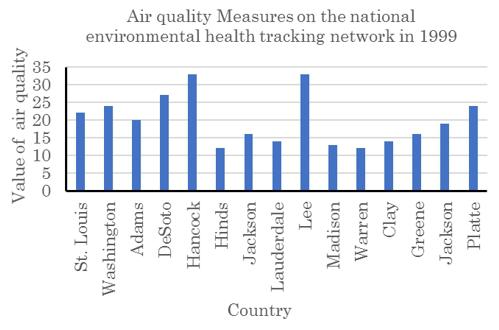 Air quality Measures on the national
environmental health tracking network in 1999
Value of air quality
35
30
25
20
15
10
5
0
St. Louis
Washington
Adams
DeSoto
Hancock
Hinds
Jackson
Lauderdale
Lee
Madison
Warren
Clay
Greene
Jackson
Platte
Country